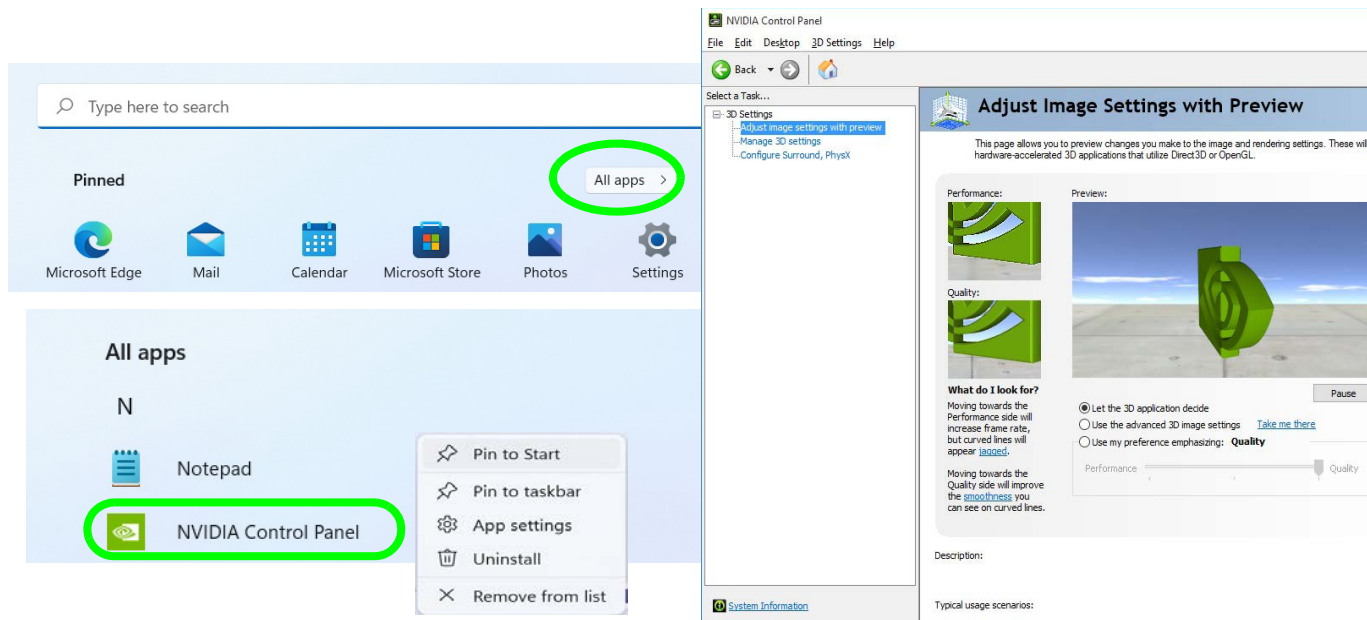 Type here to search
Pinned
All apps >
Microsoft Edge
Mail
Calendar
Microsoft Store
Photos
Settings
All apps
N
Notepad
NVIDIA Control Panel
Pin to Start
Pin to taskbar
App settings
Uninstall
Remove from list
NVIDIA Control Panel
File Edit Desktop 3D Settings Help
Back
Select a Task...
3D Settings
Adjust image settings with preview
Manage 3D settings
Configure Surround, PhysX
System Information
Adjust Image Settings with Preview
This page allows you to preview changes you make to the image and rendering settings. These will
hardware-accelerated 3D applications that utilize Direct3D or OpenGL.
Performance:
Quality:
What do I look for?
Moving towards the
Performance side will
increase frame rate,
but curved lines will
appear jagged.
Moving towards the
Quality side will improve
the smoothness you
can see on curved lines.
Preview:
Pause
Let the 3D application decide
Use the advanced 3D image settings Take me there
Use my preference emphasizing: Quality
Performance
Quality
Description:
Typical usage scenarios: